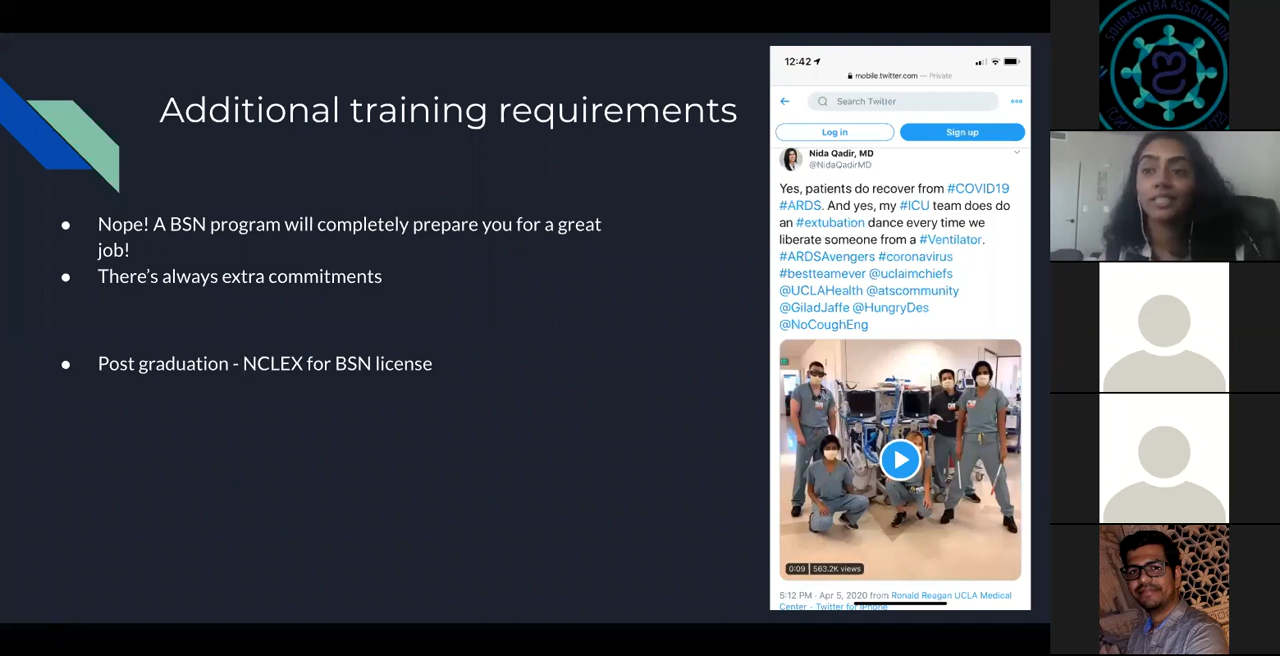 Additional training requirements
Nope! A BSN program will completely prepare you for a great
job!
There's always extra commitments
Post graduation - NCLEX for BSN license
12:42
mobile.twitter.com — Private
Search Twitter
Log in
Sign up
Nida Qadir, MD
@NidaQadirMD
Yes, patients do recover from #COVID19
#ARDS. And yes, my #ICU team does do
an #extubation dance every time we
liberate someone from a #Ventilator.
#ARDSAvengers #coronavirus
#bestteamever @uclaimchiefs
@UCLAHealth @atscommunity
@GiladJaffe @HungryDes
@NoCoughEng
0:09 563.2K views
5:12 PM · Apr 5, 2020 from Ronald Reagan UCLA Medical
Center · Twitter for iPhone
SOURASHTRA ASSOCIATION